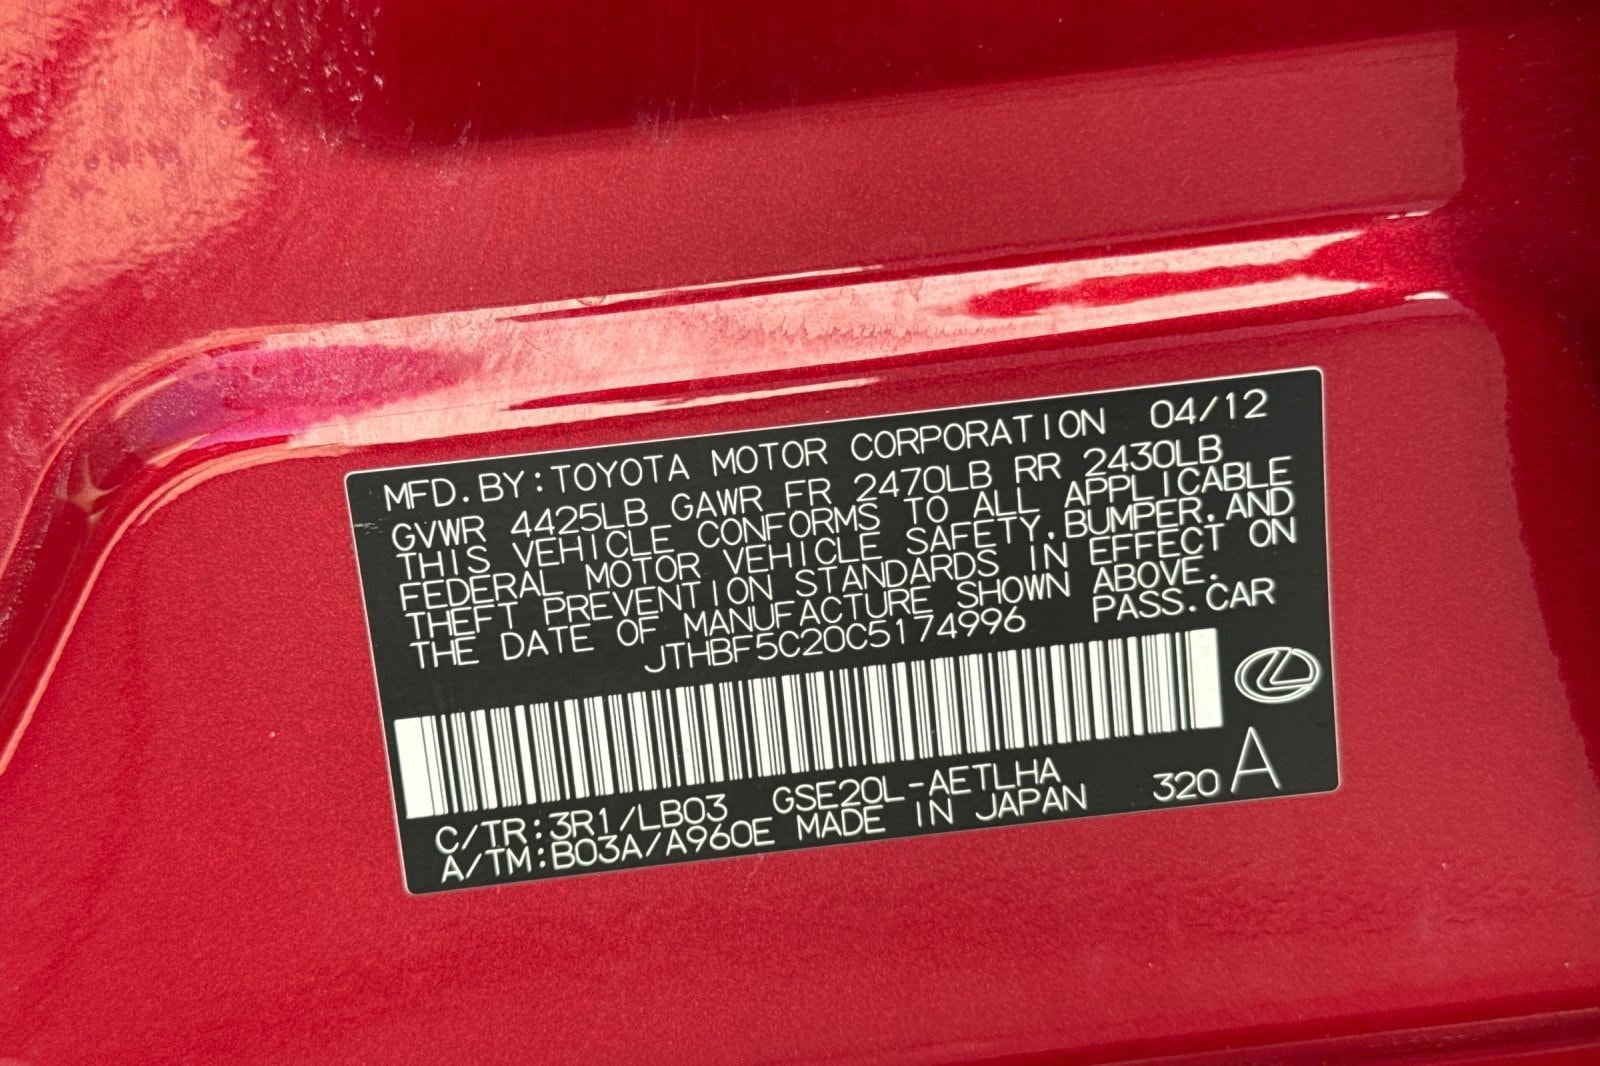 MFD.BY:TOYOTA MOTOR CORPORATION 04/12
GVWR 4425LB GAWR FR 2470LB RR 2430LB
THIS VEHICLE CONFORMS TO ALL APPLICABLE
FEDERAL MOTOR VEHICLE SAFETY,BUMPER,AND
THEFT PREVENTION STANDARDS IN EFFECT ON
THE DATE OF MANUFACTURE SHOWN ABOVE.
JTHBF5C20C5174996 PASS.CAR
C/TR:3R1/LB03 GSE20L-AETLHA
A/TM:B03A/A960E MADE IN JAPAN 320 A